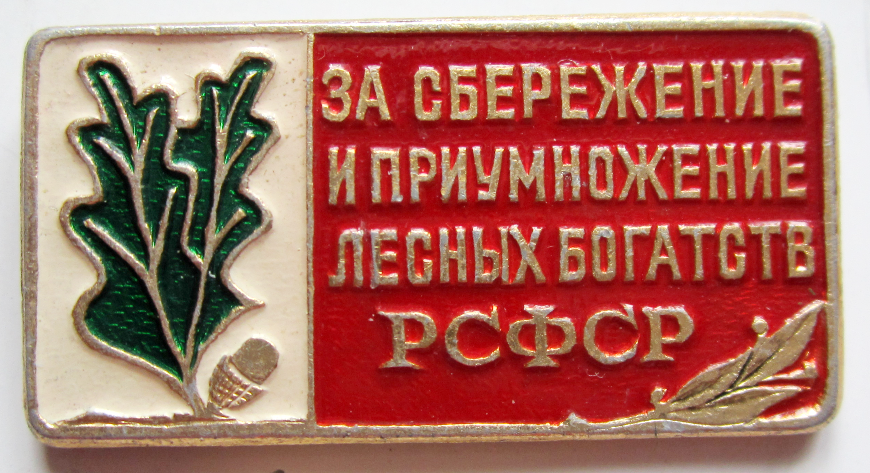 ЗА СБЕРЕЖЕНИЕ
И ПРИУМНОЖЕНИЕ
ЛЕСНЫХ БОГАТСТВ
РСФСР